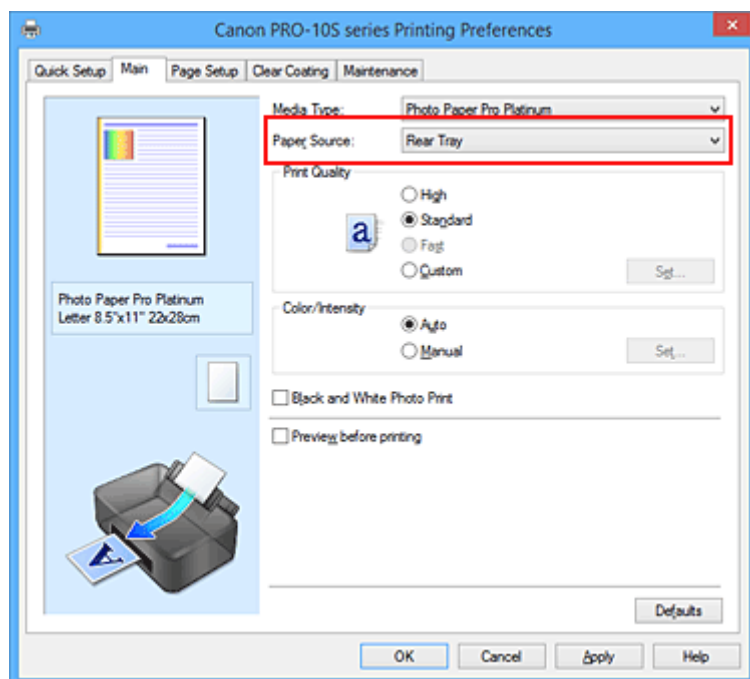 Canon PRO-10S series Printing Preferences
Quick Setup Main Page Setup Clear Coating Maintenance
Media Type: Photo Paper Pro Platinum
Paper Source: Rear Tray
Print Quality
High
Standard
Fast
Custom Set...
a
Photo Paper Pro Platinum
Letter 8.5"x11" 22x28cm
Color/Intensity
Auto
Manual Set...
Black and White Photo Print
Preview before printing
A
Defaults
OK Cancel Apply Help